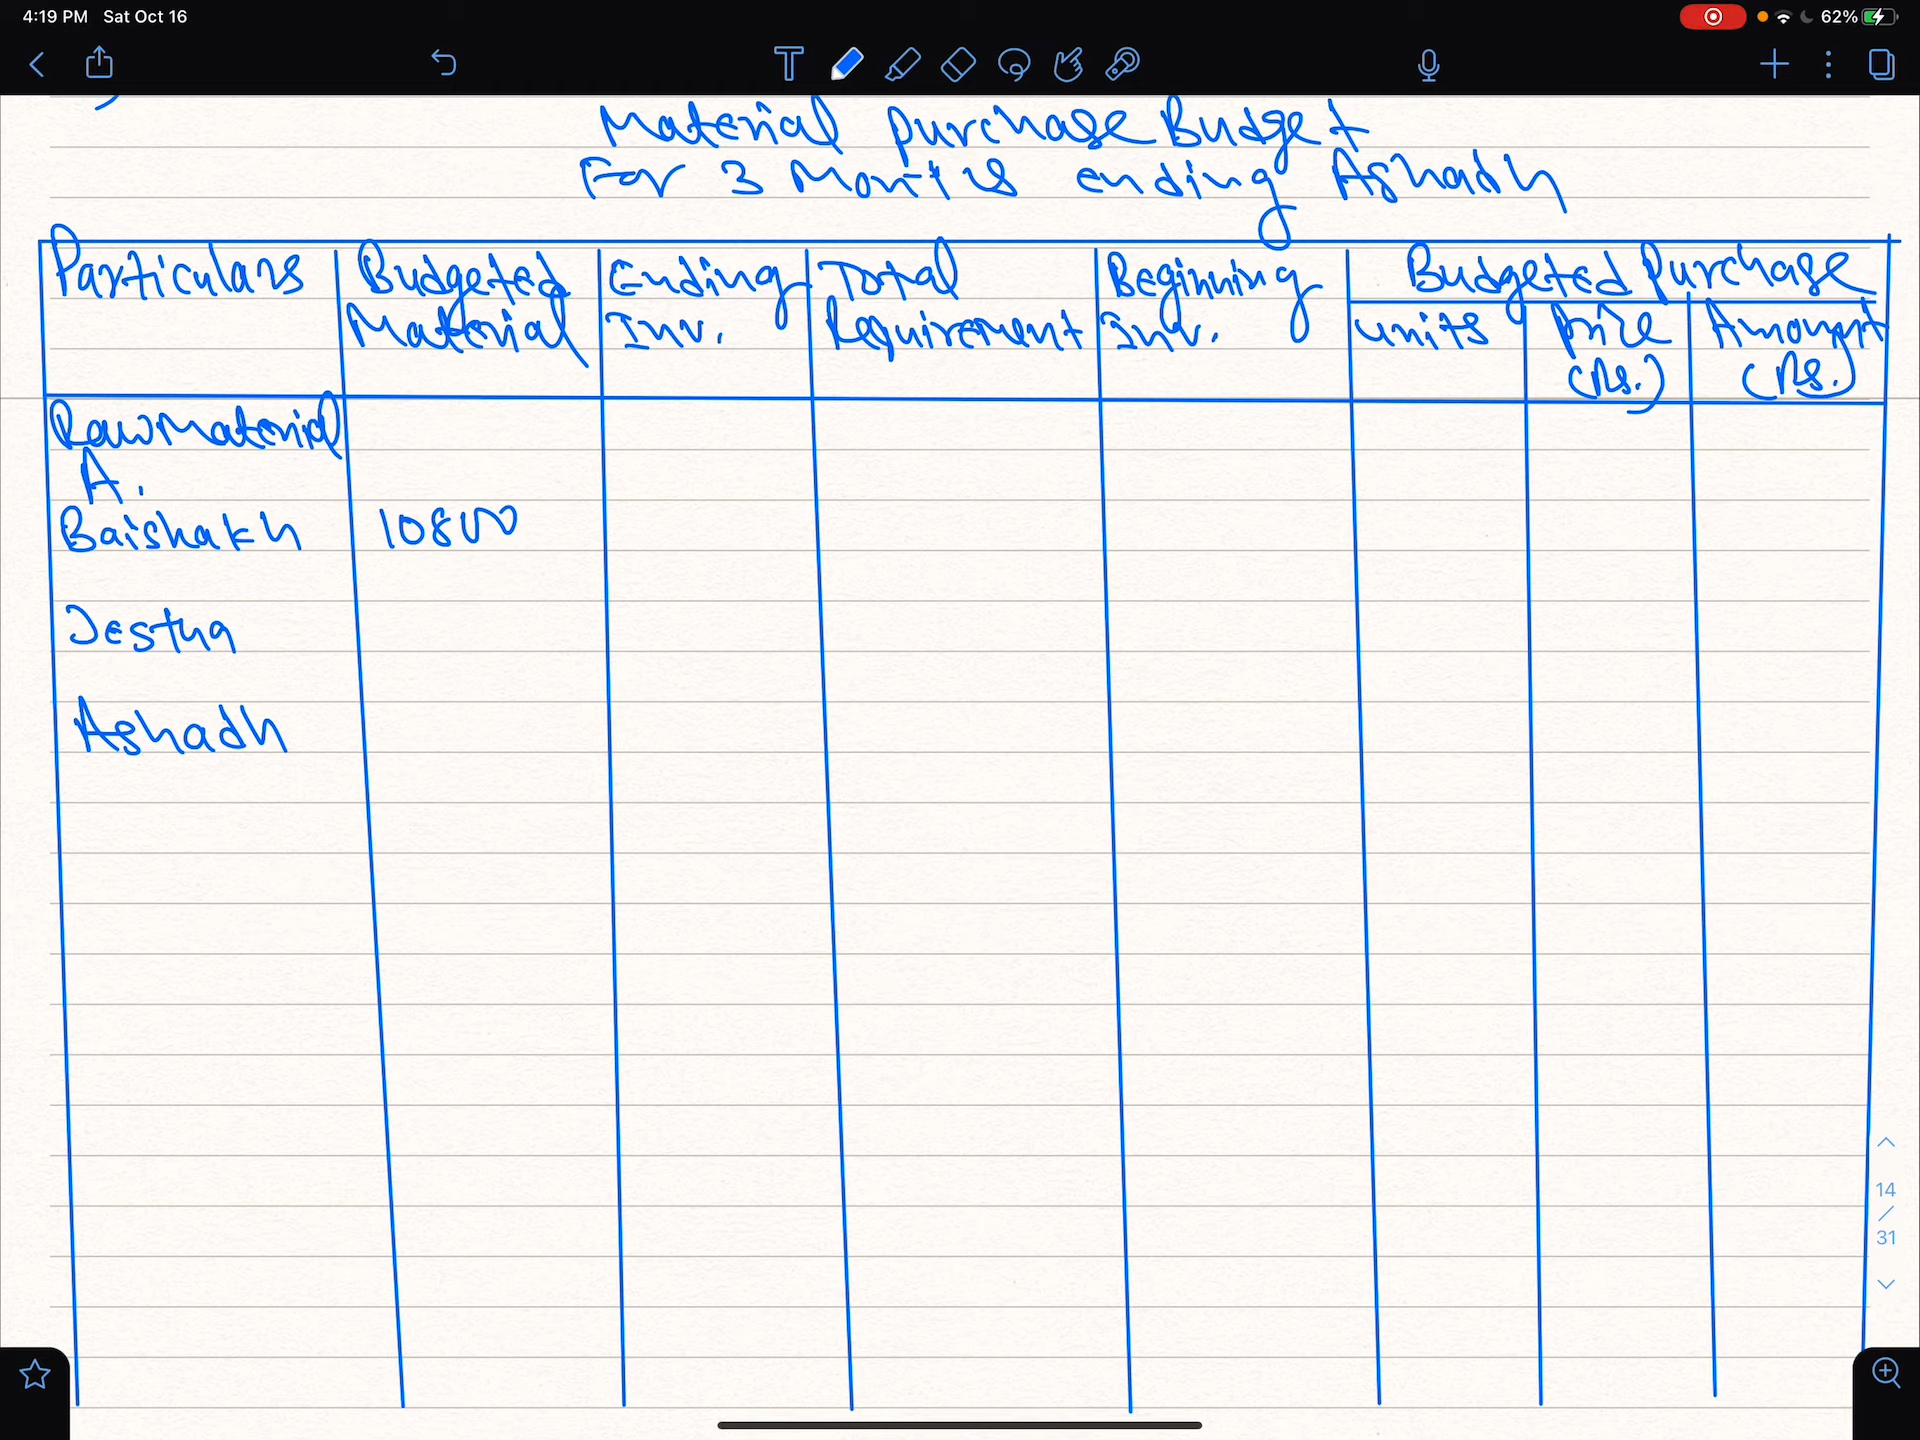 4:19 PM Sat Oct 16
62%
T
Material purchase Budget
For 3 Months ending Ashadh
Particulars Budgeted Material Ending Inv. Total Requirement Beginning Inv. Budgeted Purchase
units Price (Rs.) Amount (Rs.)
Raw Material
A.
Baishakh 10800
Jestha
Ashadh
14
/
31